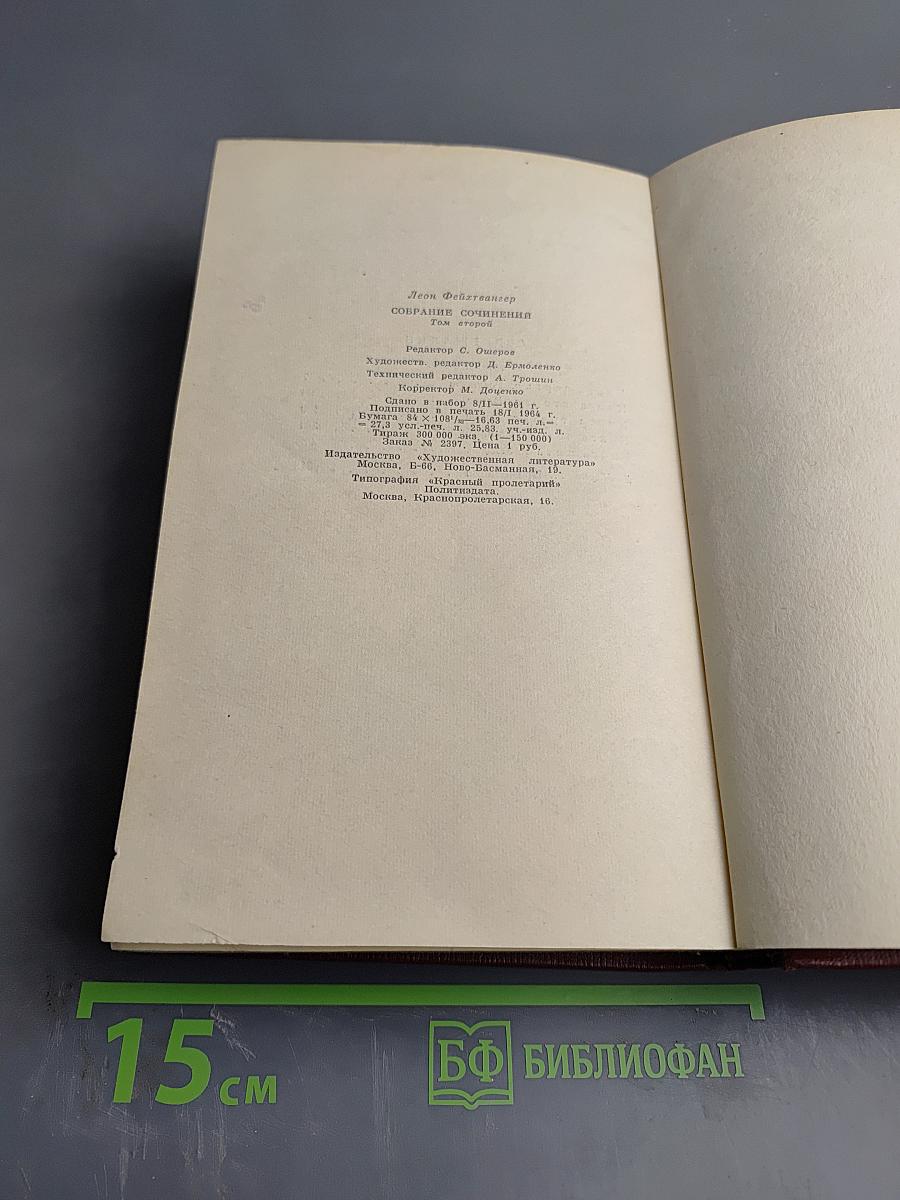 Леон Фейхтвангер
СОБРАНИЕ СОЧИНЕНИЙ
Том второй
Редактор С. Ошеров
Художеств. редактор Д. Ермоленко
Технический редактор А. Трошин
Корректор М. Доценко
Сдано в набор 8/II—1961 г.
Подписано в печать 18/I 1964 г.
Бумага 84 × 108¹/₃₂—16,63 печ. л.=
= 27,3 усл.-печ. л. 25,83. уч.-изд. л.
Тираж 300 000 экз. (1—150 000)
Заказ № 2397. Цена 1 руб.
Издательство «Художественная литература»
Москва, Б-66, Ново-Басманная, 19.
Типография «Красный пролетарий»
Политиздата.
Москва, Краснопролетарская, 16.
15 см
БФ БИБЛИОФАН